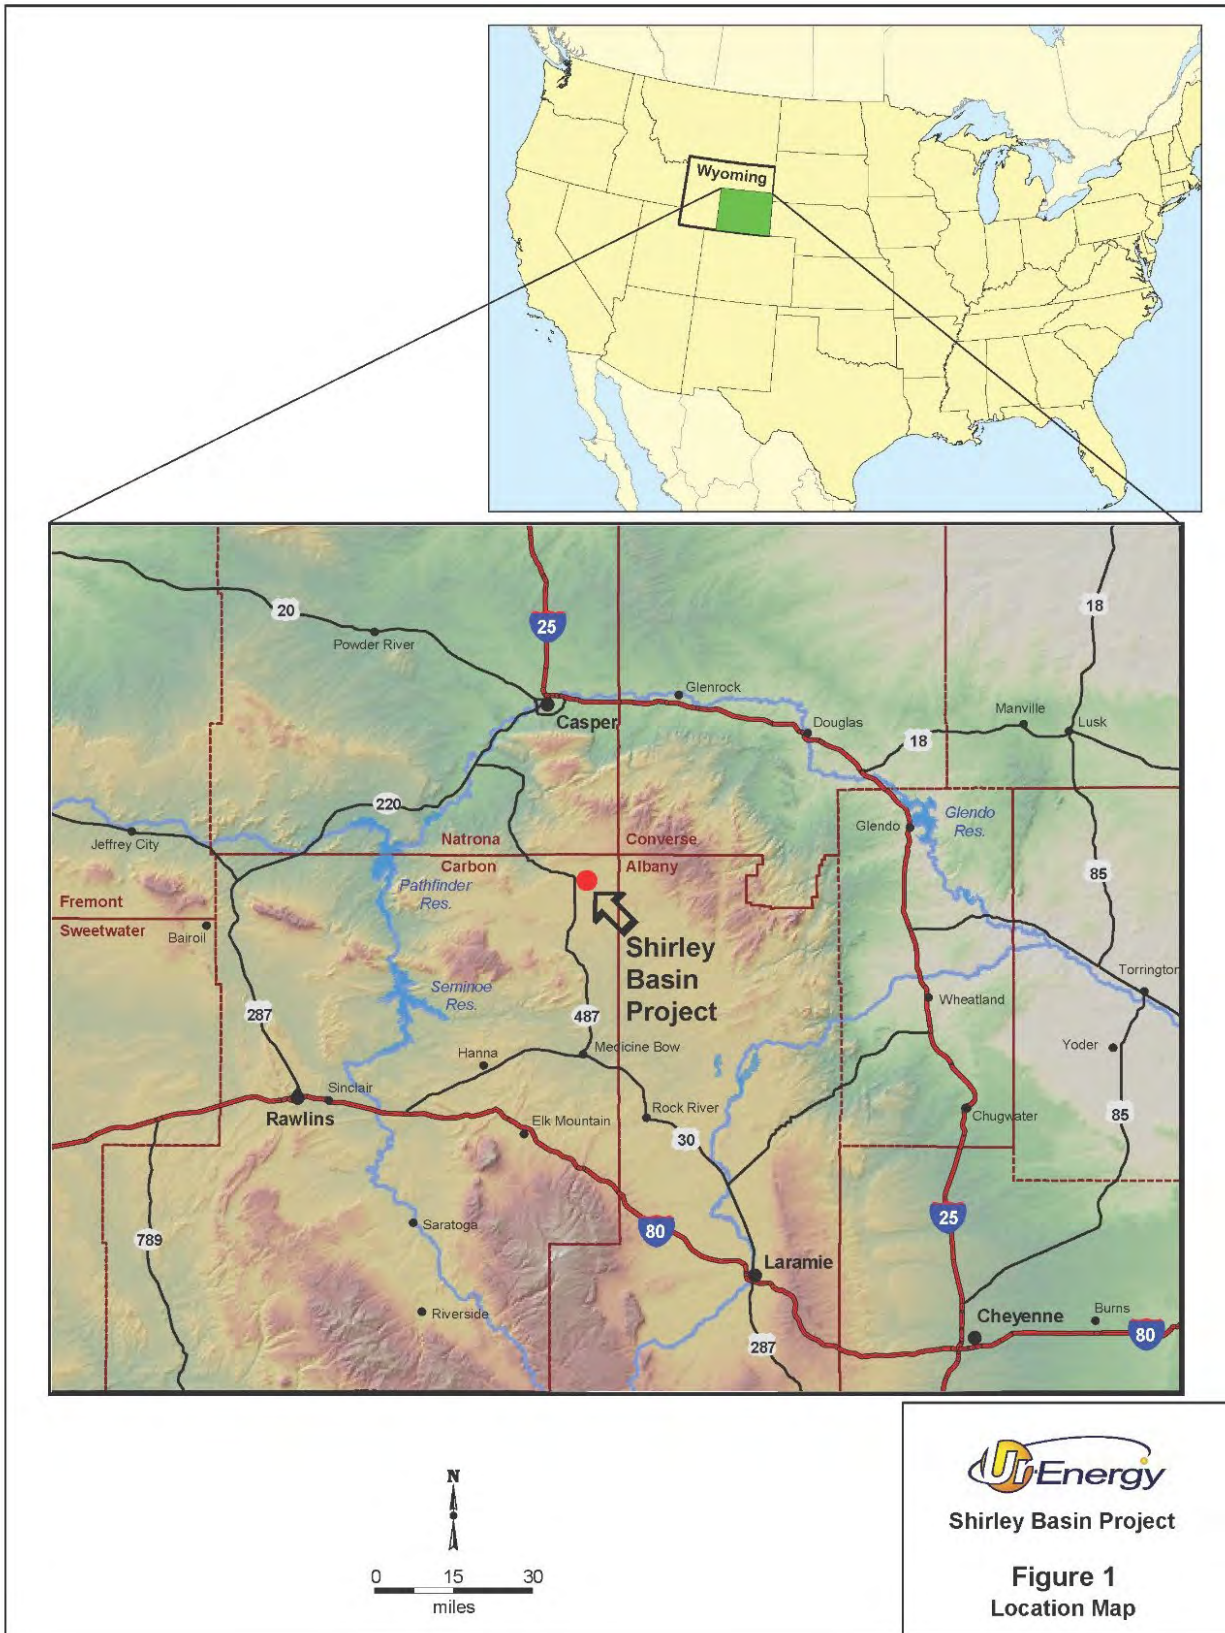 Wyoming
20
25
18
Powder River
Glenrock
Casper
Douglas
Manville
Lusk
18
220
Glendo
Res.
Jeffrey City
Glendo
Natrona
Converse
Carbon
Albany
85
Pathfinder
Res.
Fremont
Sweetwater
Bairoil
Shirley
Basin
Project
Torrington
Seminoe
Res.
Wheatland
287
487
Yoder
Hanna
Medicine Bow
Sinclair
Rawlins
Rock River
Chugwater
85
Elk Mountain
30
25
Saratoga
80
789
Laramie
Riverside
Burns
Cheyenne
80
287
N
0 15 30
miles
Ur-Energy
Shirley Basin Project
Figure 1
Location Map